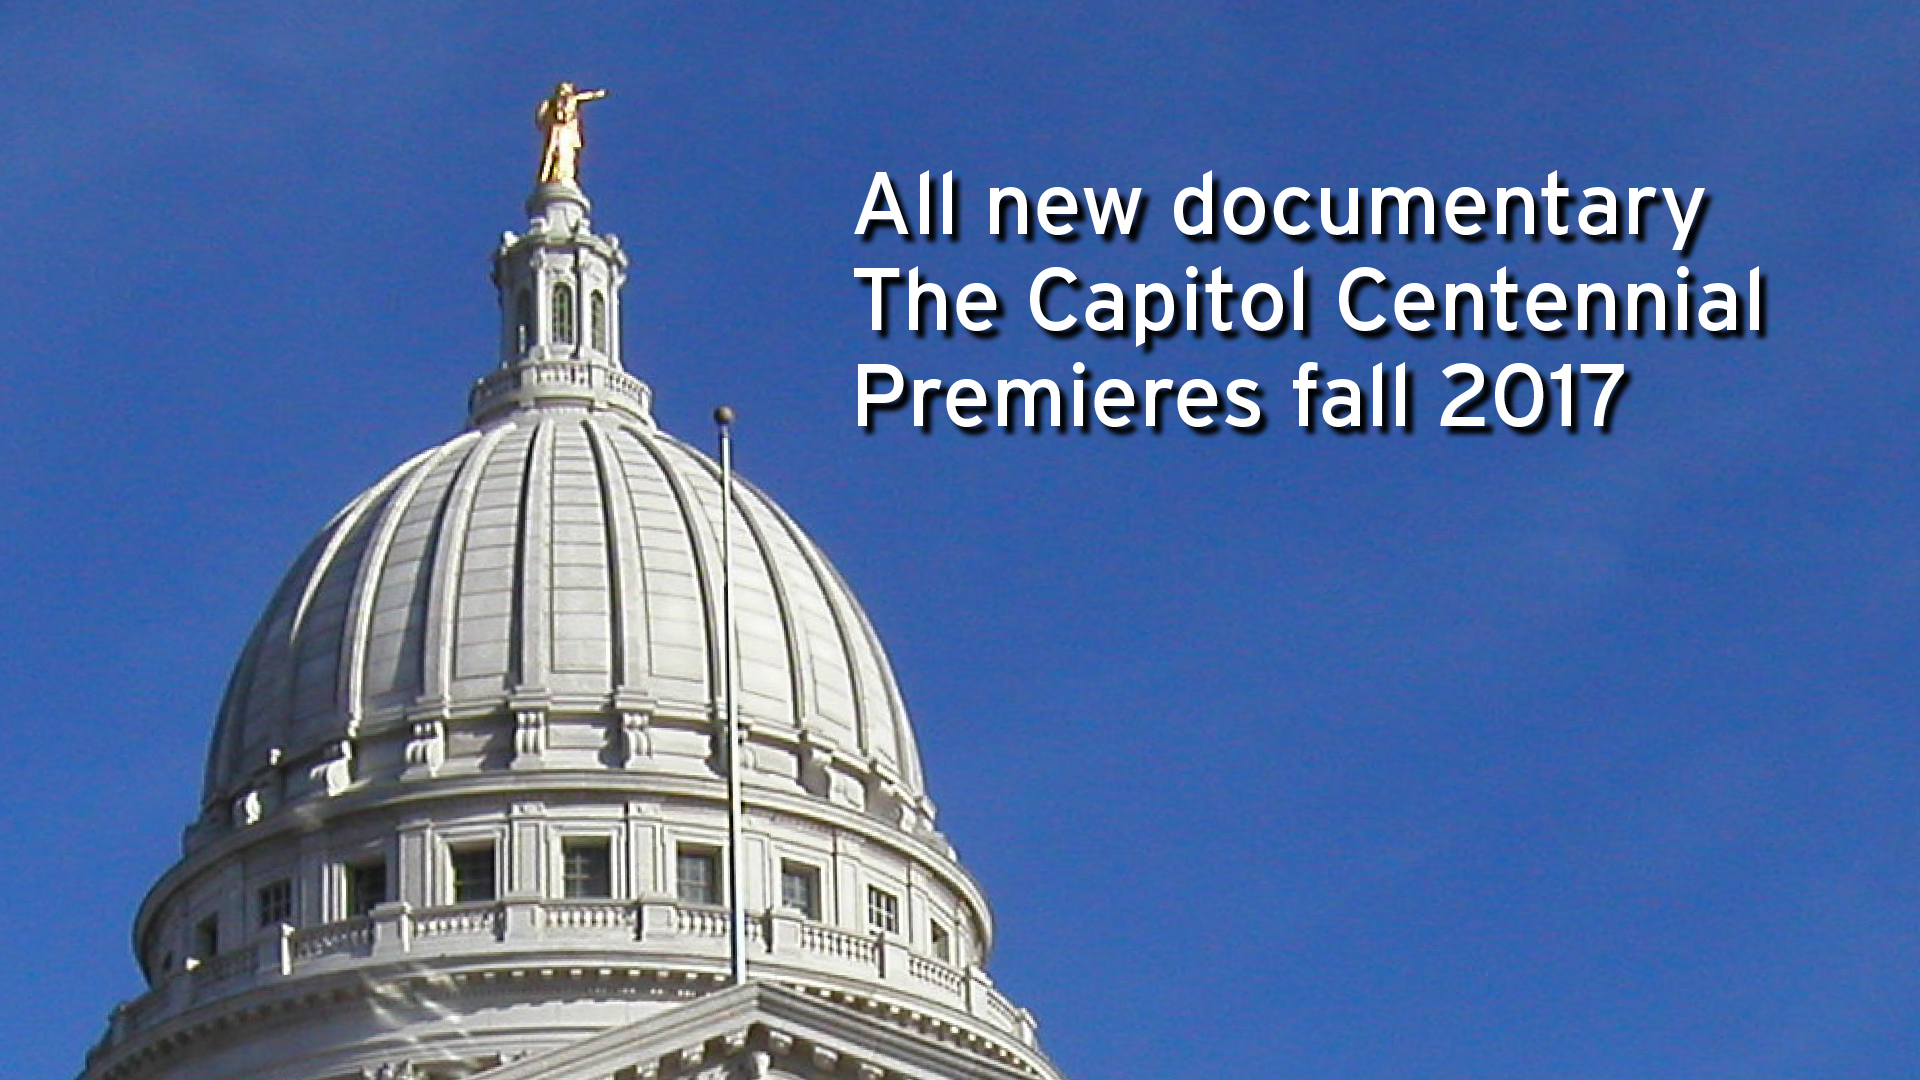 All new documentary
The Capitol Centennial
Premieres fall 2017